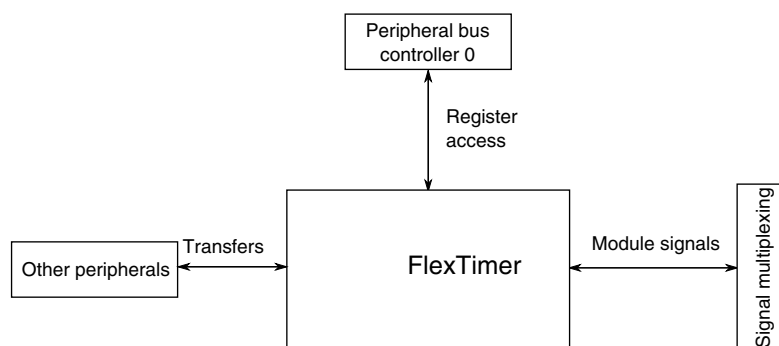 Peripheral bus
controller 0
Register
access
Transfers
Other peripherals
FlexTimer
Module signals
Signal multiplexing